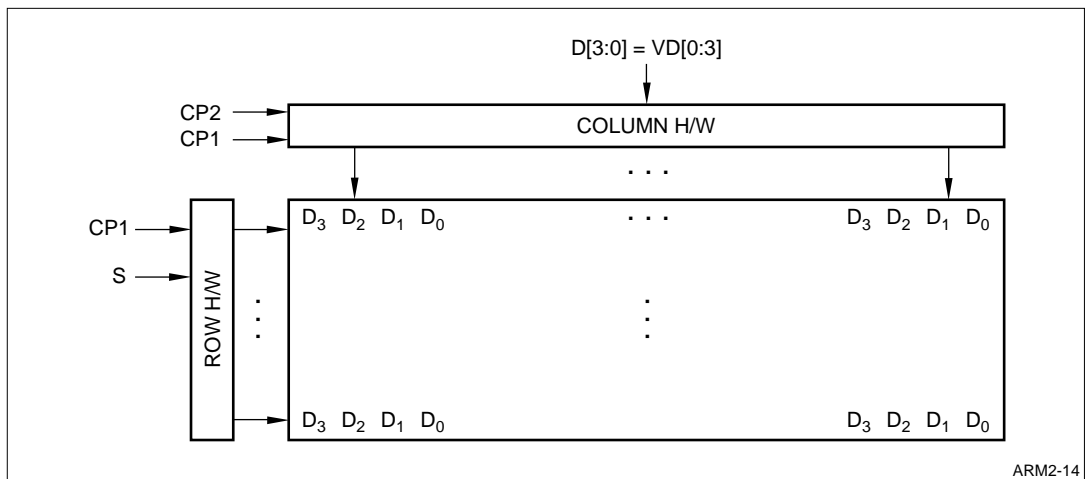 D[3:0] = VD[0:3]
CP2
COLUMN H/W
CP1
. . .
D3 D2 D1 D0 . . . D3 D2 D1 D0
CP1
S
ROW H/W
D3 D2 D1 D0 D3 D2 D1 D0
ARM2-14